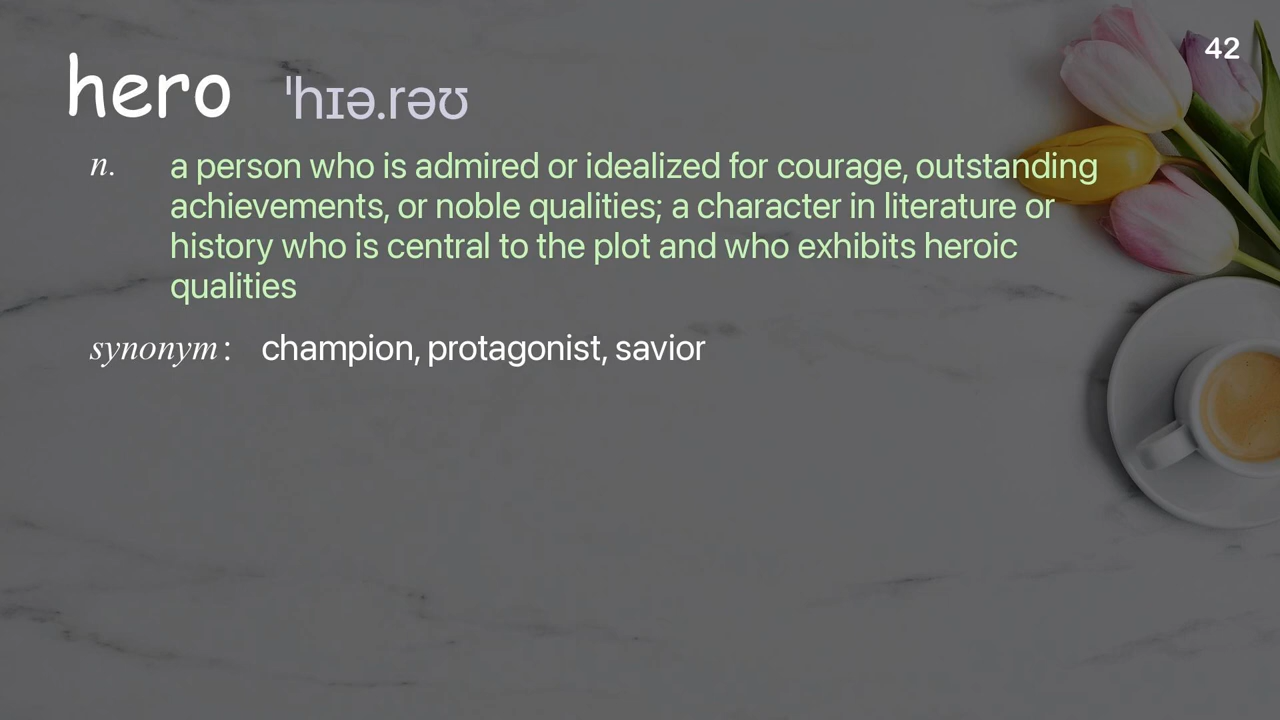 42
hero ˈhɪə.rəʊ
n. a person who is admired or idealized for courage, outstanding
achievements, or noble qualities; a character in literature or
history who is central to the plot and who exhibits heroic
qualities
synonym: champion, protagonist, savior